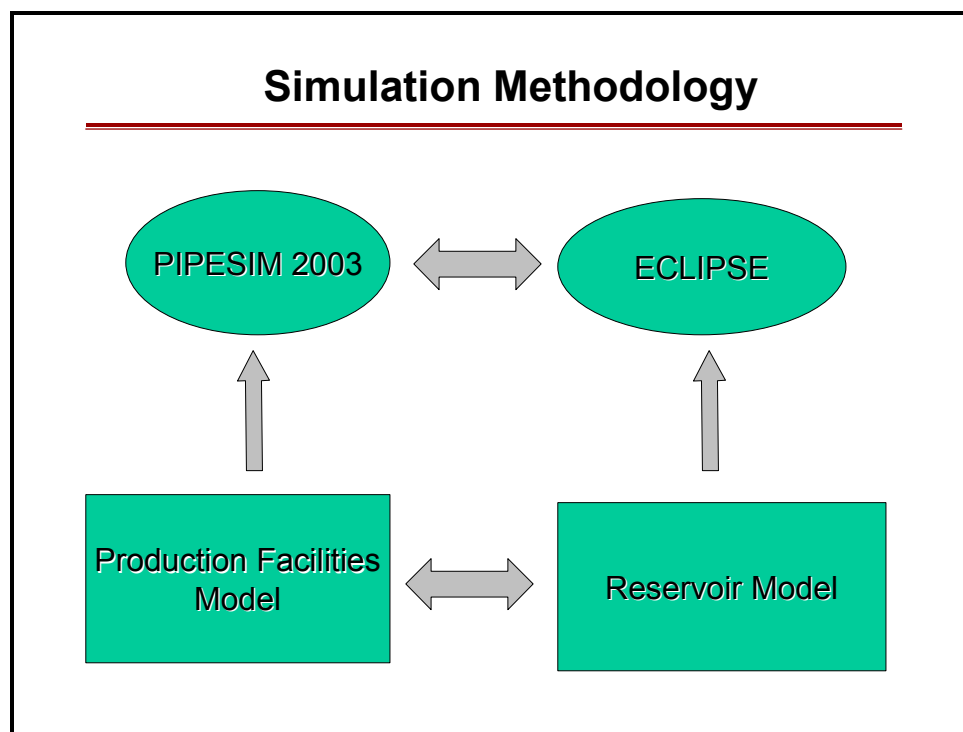 Simulation Methodology
PIPESIM 2003
ECLIPSE
Production Facilities
Model
Reservoir Model